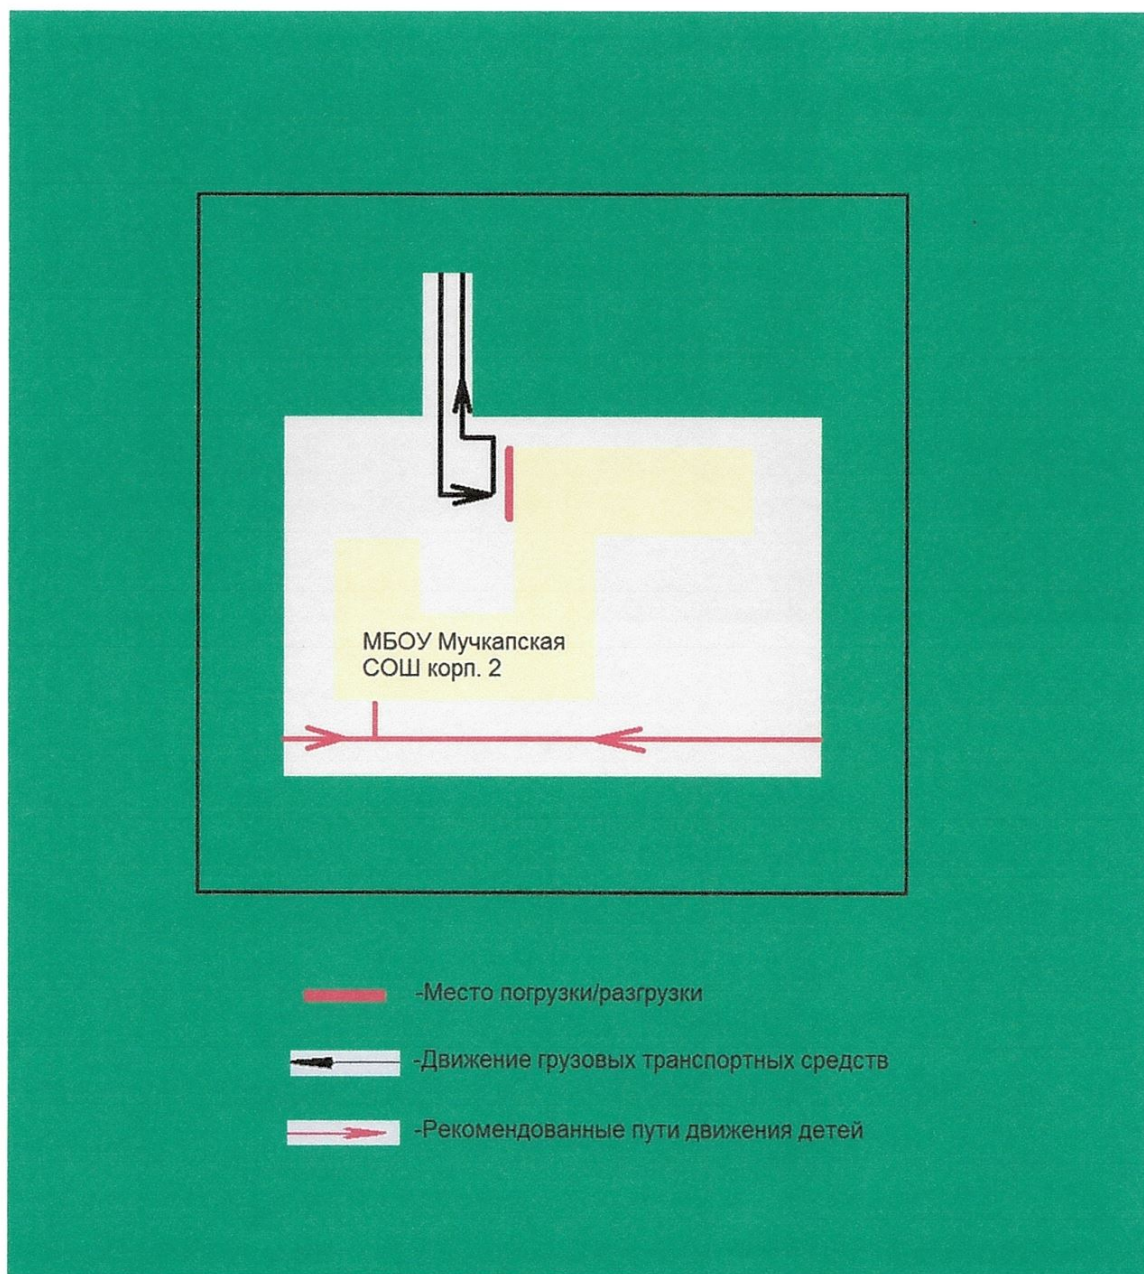 МБОУ Мучкапская
СОШ корп. 2
-Место погрузки/разгрузки
-Движение грузовых транспортных средств
-Рекомендованные пути движения детей